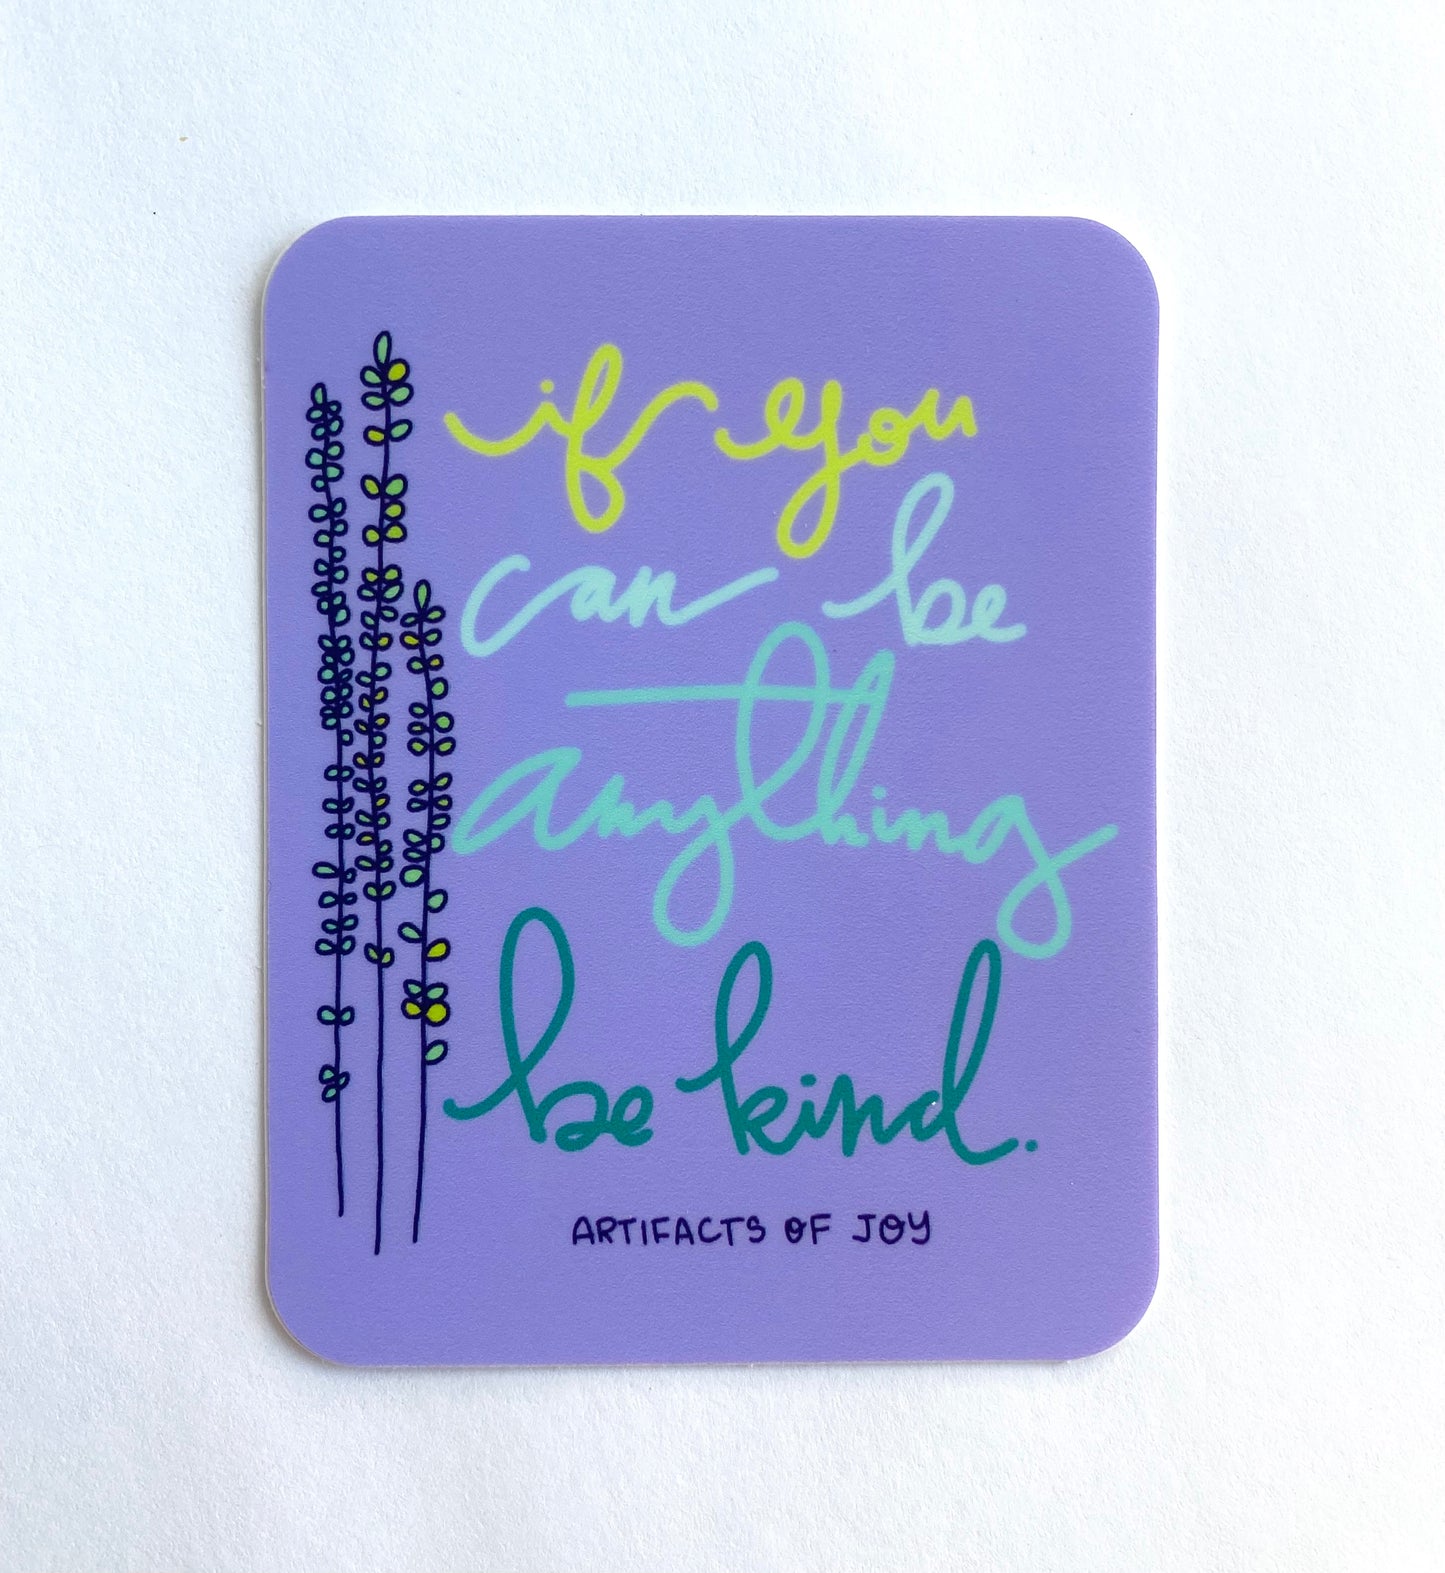 if you
can be
anything
be kind.
ARTIFACTS OF JOY